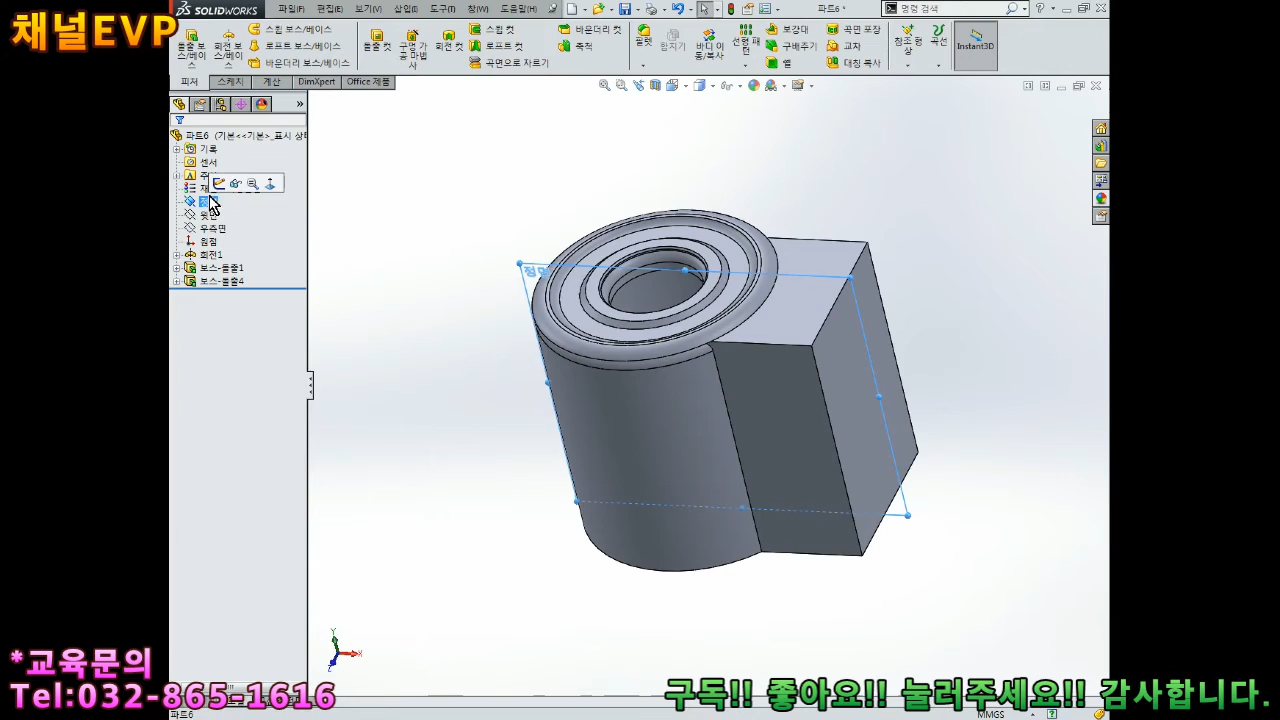 채널EVP
SOLIDWORKS 파일(F) 편집(E) 보기(V) 삽입(I) 도구(T) 창(W) 도움말(H) 파트6 * 명령 검색
돌출 보스/베이스
회전 보스/베이스
스윕 보스/베이스
로프트 보스/베이스
바운더리 보스/베이스
돌출 컷
구멍 가공 마법사
회전 컷
스윕 컷
로프트 컷
곡면으로 자르기
바운더리 컷
축척
필렛
합치기
바디 이동/복사
선형 패턴
보강대
구배주기
쉘
곡면 포장
교차
대칭 복사
참조 형상
곡선
Instant3D
피처 스케치 계산 DimXpert Office 제품
파트6 (기본<<기본>_표시 상태
기록
센서
우측면
원점
회전1
보스-돌출1
보스-돌출4
Y
X
Z
*교육문의
Tel:032-865-1616
구독!! 좋아요!! 눌러주세요!! 감사합니다.
파트6 MMGS